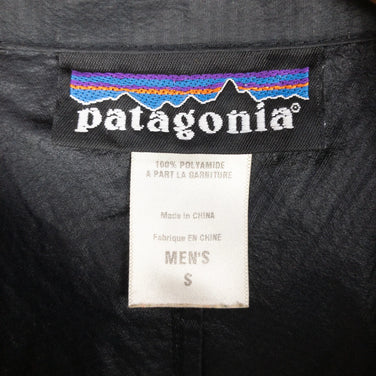 patagonia®
100% POLYAMIDE
A PART LA GARNITURE
Made in CHINA
Fabriqué EN CHINE
MEN'S
S